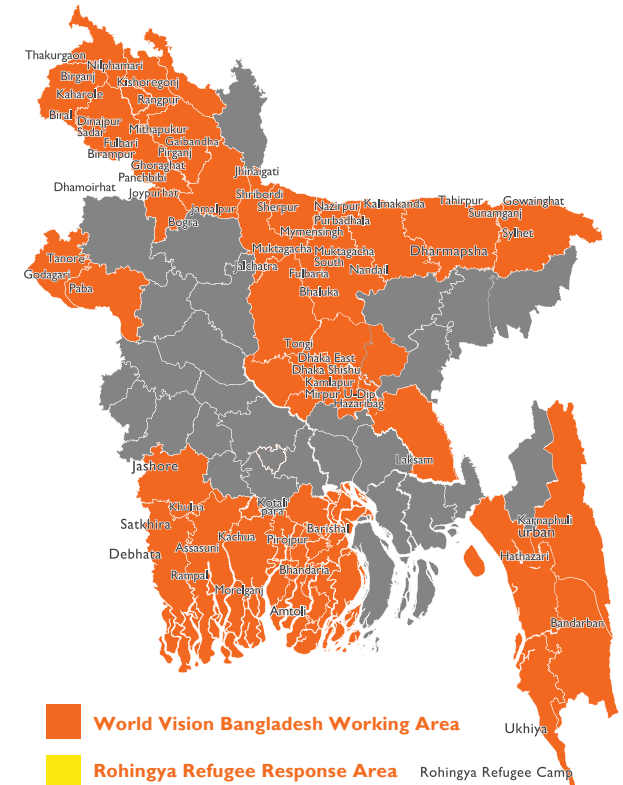 Thakurgaon
Nilphamari
Birganj
Kishoregonj
Kaharole
Rangpur
Biral
Dinajpur
Sadar
Mithapukur
Fulbari
Gaibandha
Birampur
Pirganj
Ghoraghat
Panchbibi
Jhinaigati
Dhamoirhat
Joypurhat
Shribordi
Sherpur
Jamalpur
Bogra
Nazirpur
Kalmakanda
Tahirpur
Gowainghat
Sunamganj
Purbadhala
Mymensingh
Sylhet
Muktagacha
Muktagacha
South
Dharmapsha
Tanore
Godagari
Paba
Jalchatra
Fulbaria
Nandail
Bhaluka
Tongi
Dhaka East
Dhaka Shishu
Kamlapur
Mirpur U-Dip
Hazaribag
Laksam
Jashore
Khulna
Kotali
para
Satkhira
Barishal
Debhata
Assasuni
Kachua
Pirojpur
Rampal
Bhandaria
Morelganj
Amtoli
Karnaphuli
urban
Hathazari
Bandarban
Ukhiya
World Vision Bangladesh Working Area
Rohingya Refugee Response Area
Rohingya Refugee Camp